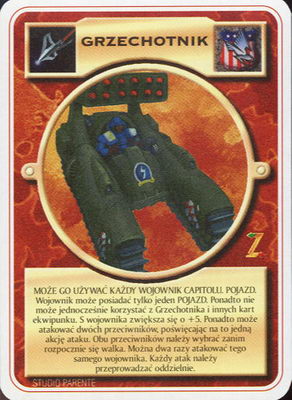 GRZECHOTNIK
MOŻE GO UŻYWAĆ KAŻDY WOJOWNIK CAPITOLU. POJAZD.
Wojownik może posiadać tylko jeden POJAZD. Ponadto nie
może jednocześnie korzystać z Grzechotnika i innych kart
ekwipunku. S wojownika zwiększa się o +5. Ponadto może
atakować dwóch przeciwników, poświęcając na to jedną
akcję ataku. Obu przeciwników należy wybrać zanim
rozpocznie się walka. Można dwa razy atakować tego
samego wojownika. Każdy atak należy
przeprowadzać oddzielnie.
STUDIO PARENTE